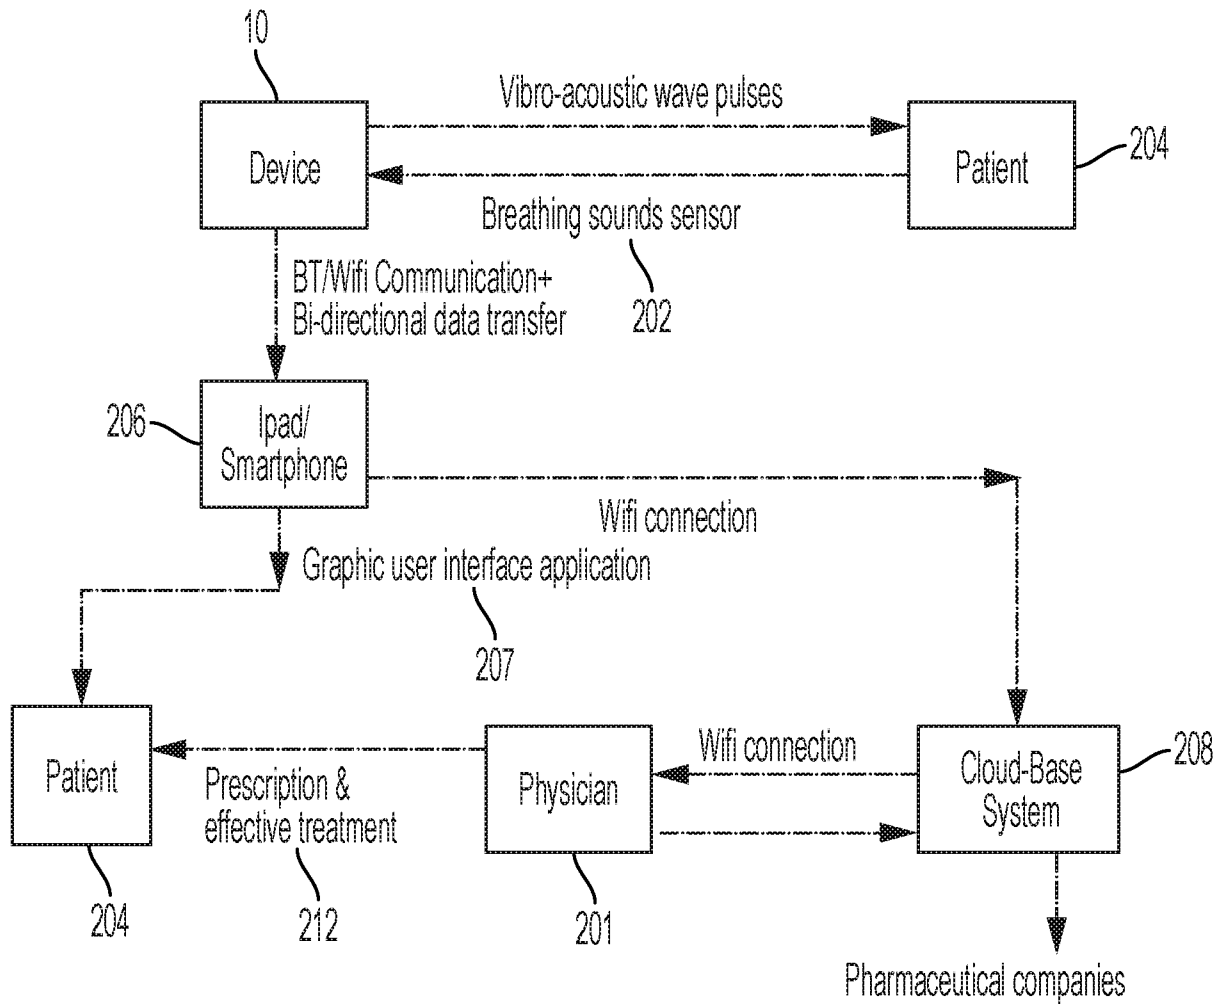 10
Vibro-acoustic wave pulses
Device
Patient
204
Breathing sounds sensor
202
BT/Wifi Communication+
Bi-directional data transfer
206
Ipad/
Smartphone
Wifi connection
Graphic user interface application
207
Patient
204
Prescription &
effective treatment
212
Physician
201
Wifi connection
Cloud-Base
System
208
Pharmaceutical companies